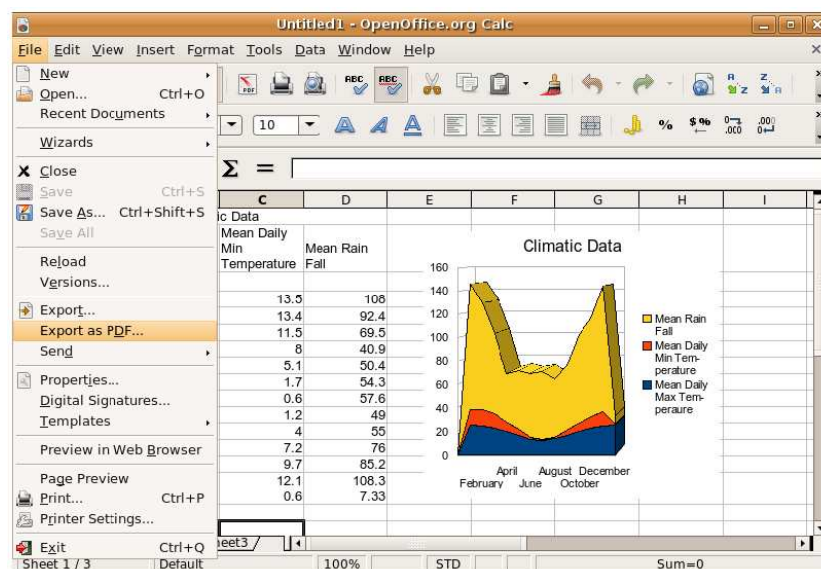 Untitled1 - OpenOffice.org Calc
File Edit View Insert Format Tools Data Window Help
New
Open... Ctrl+O
Recent Documents
Wizards
Close
Save Ctrl+S
Save As... Ctrl+Shift+S
Save All
Reload
Versions...
Export...
Export as PDF...
Send
Properties...
Digital Signatures...
Templates
Preview in Web Browser
Page Preview
Print... Ctrl+P
Printer Settings...
Exit Ctrl+Q
PDF ABC ABC A Z Z A
10 A A A % $% 0 .000 .000 0
Σ =
C D E F G H I
ic Data
Mean Daily
Min
Temperature
Mean Rain
Fall
13.5 108
13.4 92.4
11.5 69.5
8 40.9
5.1 50.4
1.7 54.3
0.6 57.6
1.2 49
4 55
7.2 76
9.7 85.2
12.1 108.3
0.6 7.33
Climatic Data
160
140
120
100
80
60
40
20
0
April August December
February June October
Mean Rain
Fall
Mean Daily
Min Tem-
perature
Mean Daily
Max Tem-
peraure
eet3
Sheet 1 / 3 Default 100% STD Sum=0